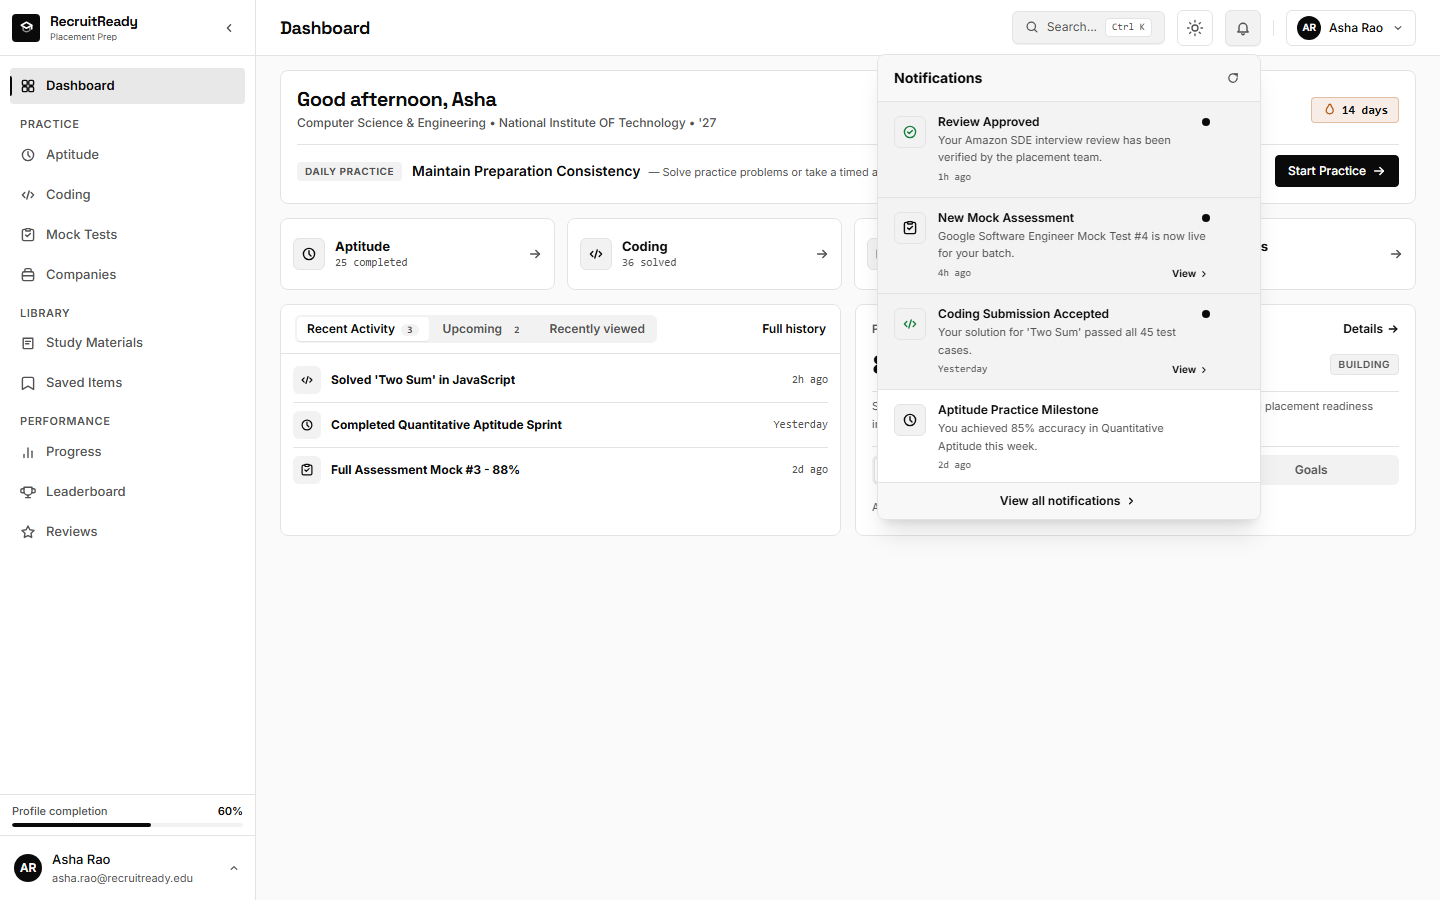 RecruitReady
Placement Prep
Dashboard
PRACTICE
Aptitude
Coding
Mock Tests
Companies
LIBRARY
Study Materials
Saved Items
PERFORMANCE
Progress
Leaderboard
Reviews
Profile completion 60%
AR Asha Rao
asha.rao@recruitready.edu
Dashboard
Search... Ctrl K
AR Asha Rao
Good afternoon, Asha
Computer Science & Engineering • National Institute OF Technology • '27
14 days
DAILY PRACTICE Maintain Preparation Consistency — Solve practice problems or take a timed
Start Practice
Aptitude
25 completed
Coding
36 solved
Recent Activity 3 Upcoming 2 Recently viewed Full history
Solved 'Two Sum' in JavaScript 2h ago
Completed Quantitative Aptitude Sprint Yesterday
Full Assessment Mock #3 - 88% 2d ago
Details
BUILDING
placement readiness
Goals
Notifications
Review Approved
Your Amazon SDE interview review has been
verified by the placement team.
1h ago
New Mock Assessment
Google Software Engineer Mock Test #4 is now live
for your batch.
4h ago View
Coding Submission Accepted
Your solution for 'Two Sum' passed all 45 test
cases.
Yesterday View
Aptitude Practice Milestone
You achieved 85% accuracy in Quantitative
Aptitude this week.
2d ago
View all notifications